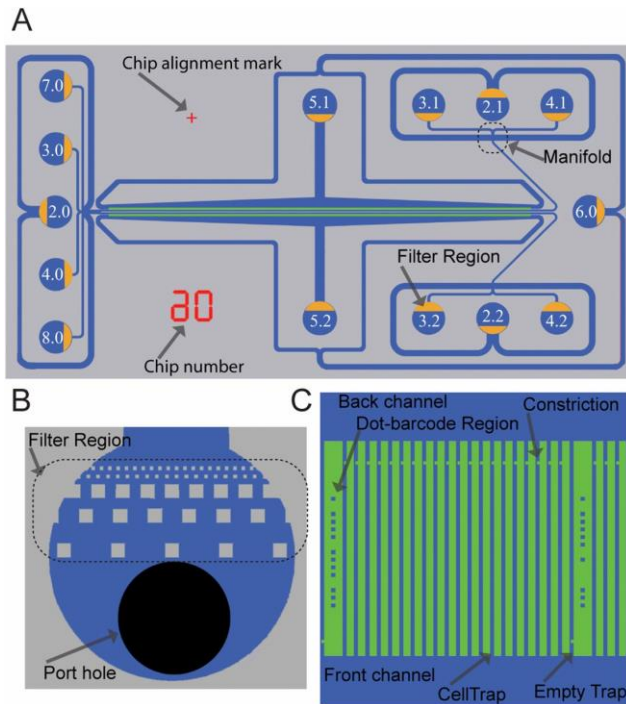 A
Chip alignment mark
7.0
3.0
2.0
4.0
8.0
5.1
5.2
3.1
2.1
4.1
Manifold
6.0
Filter Region
3.2
2.2
4.2
30
Chip number
B
Filter Region
Port hole
C
Back channel
Dot-barcode Region
Constriction
Front channel
CellTrap
Empty Trap